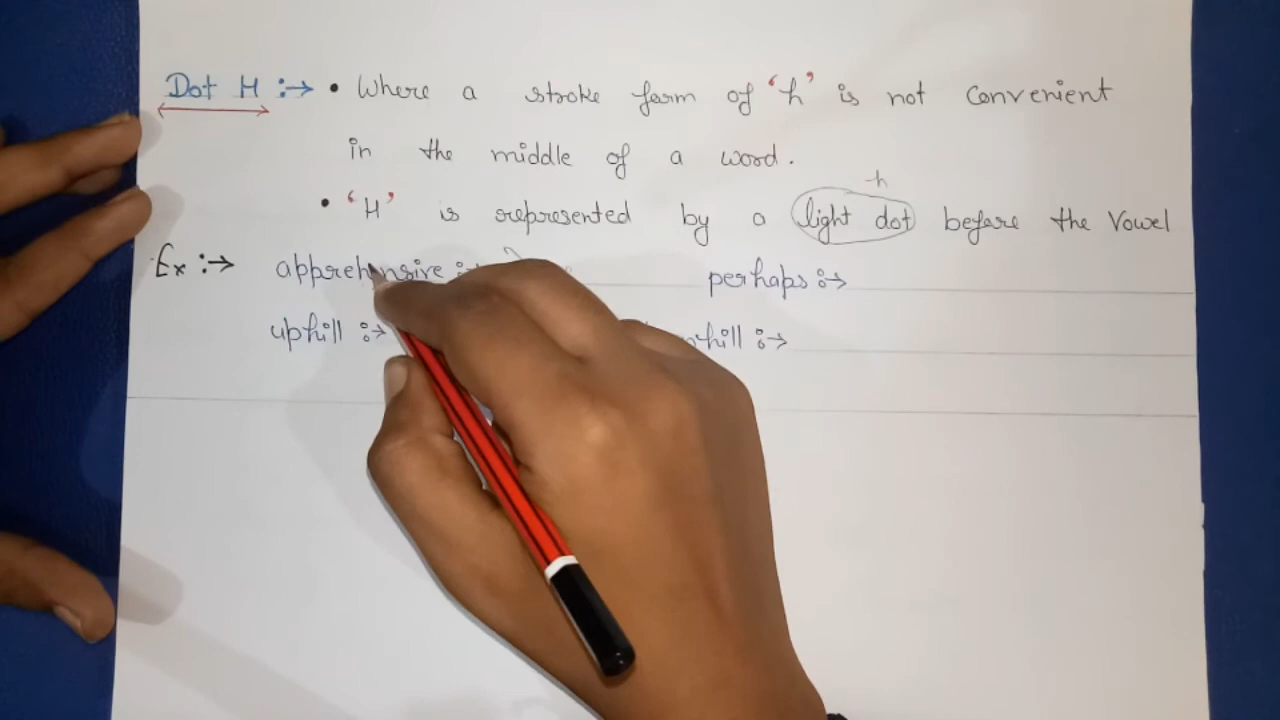 Dot H :→ • Where a stroke form of 'h' is not convenient
in the middle of a word.
h
• 'H' is represented by a light dot before the Vowel
Ex :→ apprehensive :→ perhaps :→
uphill :→ hill :→